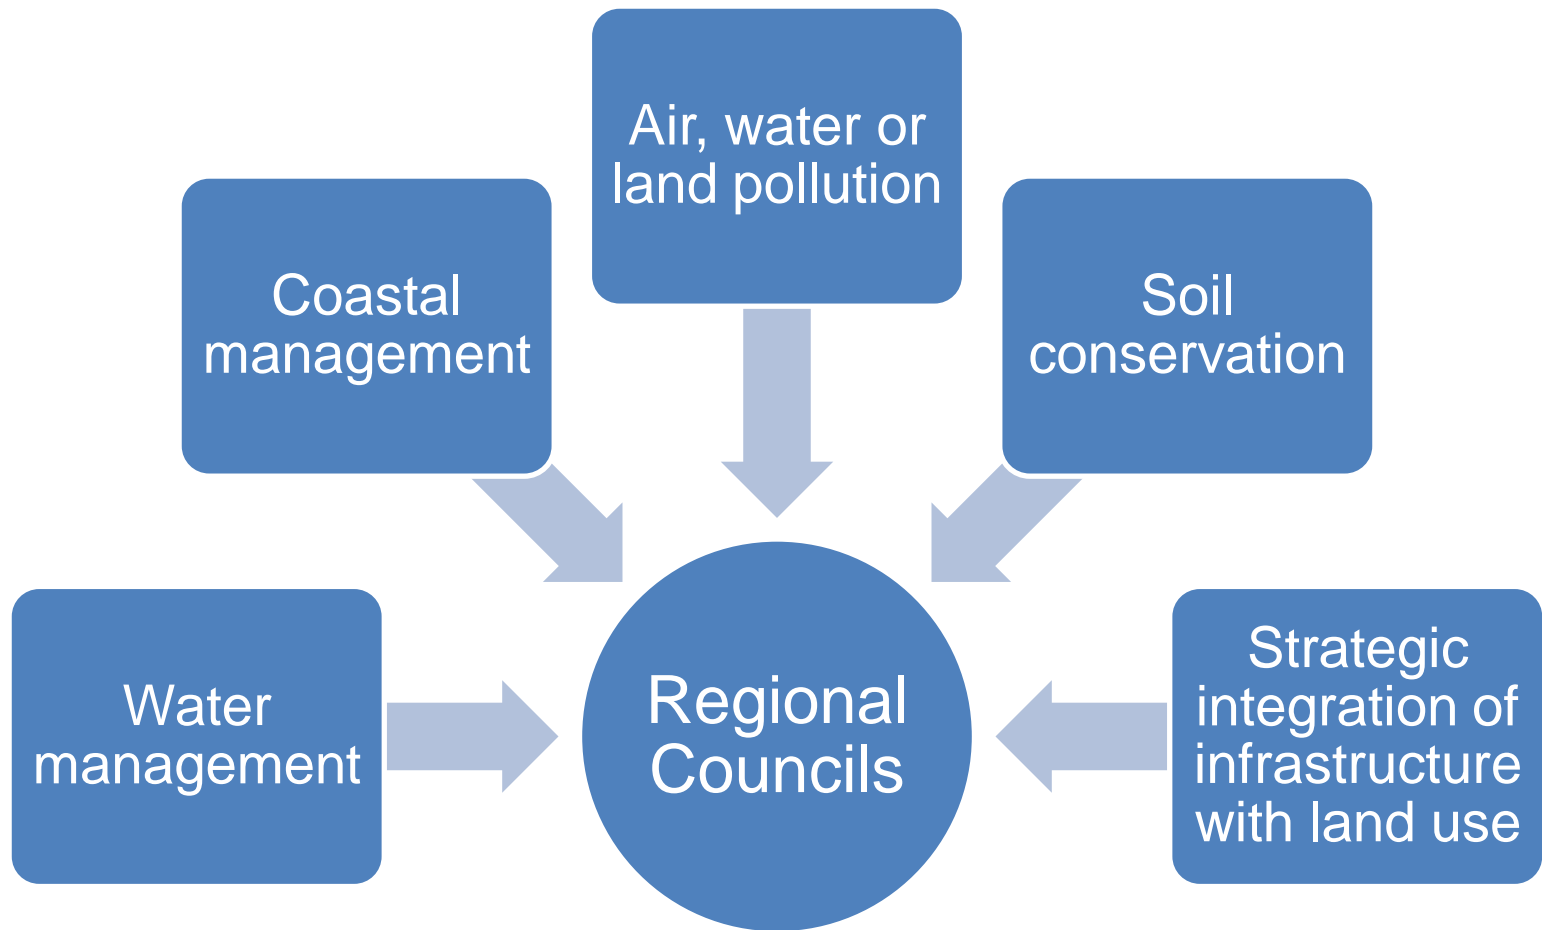 Air, water or
land pollution
Coastal
management
Soil
conservation
Water
management
Regional
Councils
Strategic
integration of
infrastructure
with land use